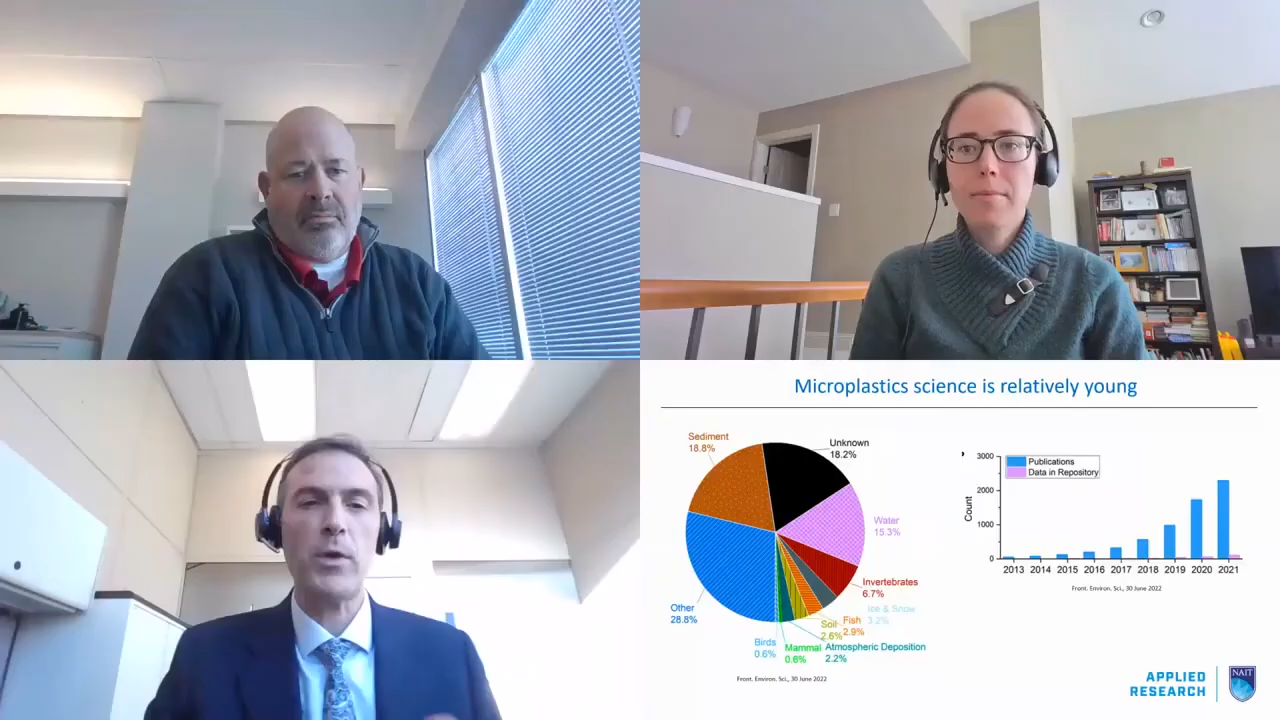 Microplastics science is relatively young
Sediment
18.8%
Unknown
18.2%
Water
15.3%
Invertebrates
6.7%
Ice & Snow
3.2%
Fish
2.9%
Soil
2.6%
Atmospheric Deposition
2.2%
Mammal
0.6%
Birds
0.6%
Other
28.8%
Front. Environ. Sci., 30 June 2022
Publications
Data in Repository
Count
3000
2000
1000
0
2013 2014 2015 2016 2017 2018 2019 2020 2021
Front. Environ. Sci., 30 June 2022
APPLIED
RESEARCH
NAIT